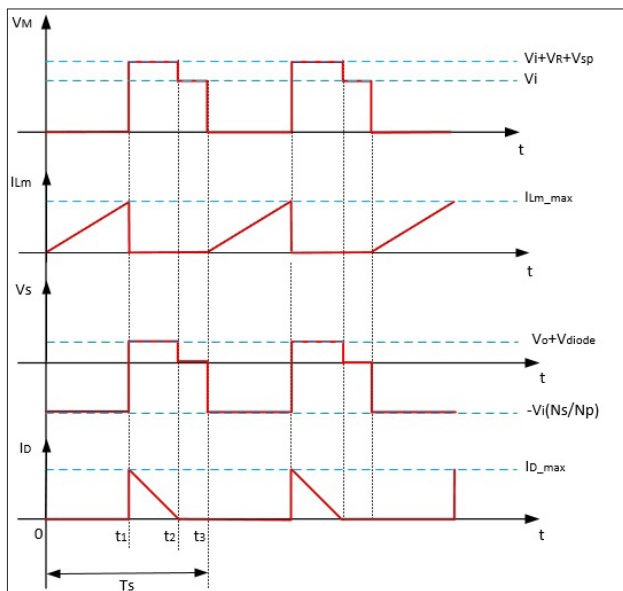 VM
Vi+VR+Vsp
Vi
t
ILm
ILm_max
t
Vs
Vo+Vdiode
t
-Vi(Ns/Np)
ID
ID_max
0
t1
t2
t3
t
Ts